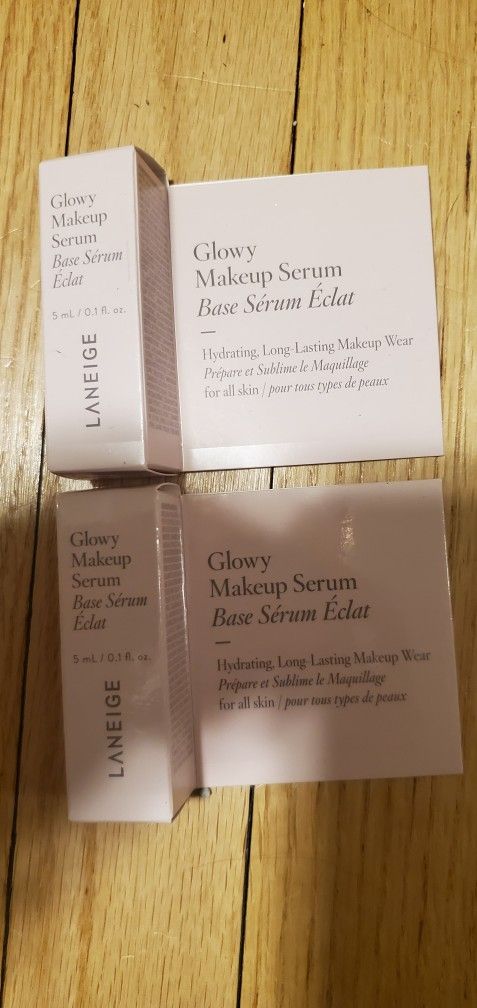 Glowy
Makeup
Serum
Base Sérum
Éclat
5 mL / 0.1 fl. oz.
LANEIGE
Glowy
Makeup Serum
Base Sérum Éclat
Hydrating, Long-Lasting Makeup Wear
Prépare et Sublime le Maquillage
for all skin / pour tous types de peaux
Glowy
Makeup
Serum
Base Sérum
Éclat
5 mL / 0.1 fl. oz.
LANEIGE
Glowy
Makeup Serum
Base Sérum Éclat
Hydrating, Long-Lasting Makeup Wear
Prépare et Sublime le Maquillage
for all skin / pour tous types de peaux